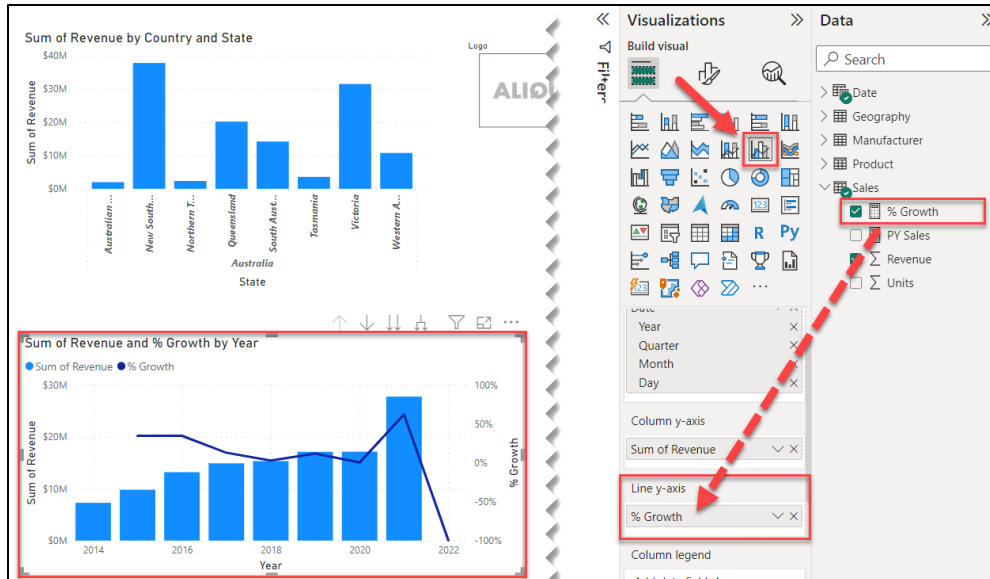 Sum of Revenue by Country and State
$40M
$30M
$20M
$10M
$0M
Sum of Revenue
Australian ...
New South...
Northern T...
Queensland
South Aust...
Tasmania
Victoria
Western A...
Australia
State
Logo
Sum of Revenue and % Growth by Year
Sum of Revenue % Growth
$30M
$20M
$10M
$0M
Sum of Revenue
100%
50%
0%
-50%
-100%
% Growth
2014 2016 2018 2020 2022
Year
Filters
Visualizations
Build visual
123
R Py
123
...
Year
Quarter
Month
Day
Column y-axis
Sum of Revenue
Line y-axis
% Growth
Column legend
Data
Search
Date
Geography
Manufacturer
Product
Sales
% Growth
PY Sales
Revenue
Units